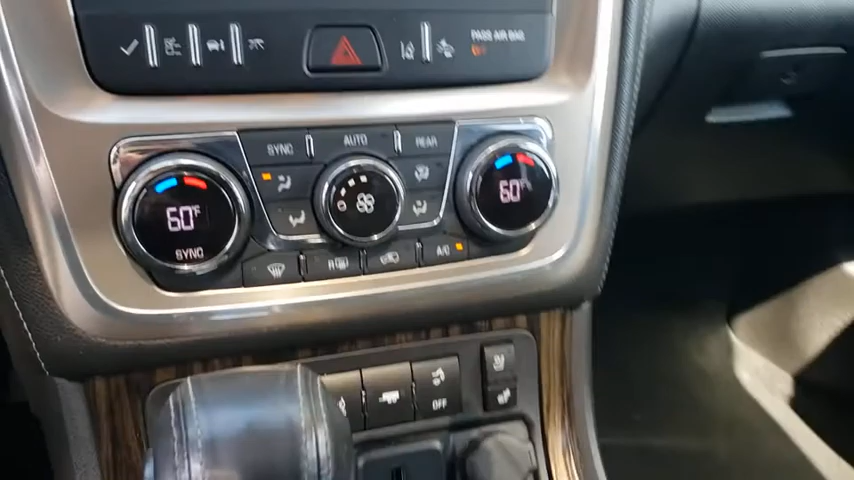 PASS AIR BAG
OFF
SYNC
AUTO
REAR
60°F
60°F
SYNC
R
A/C
OFF